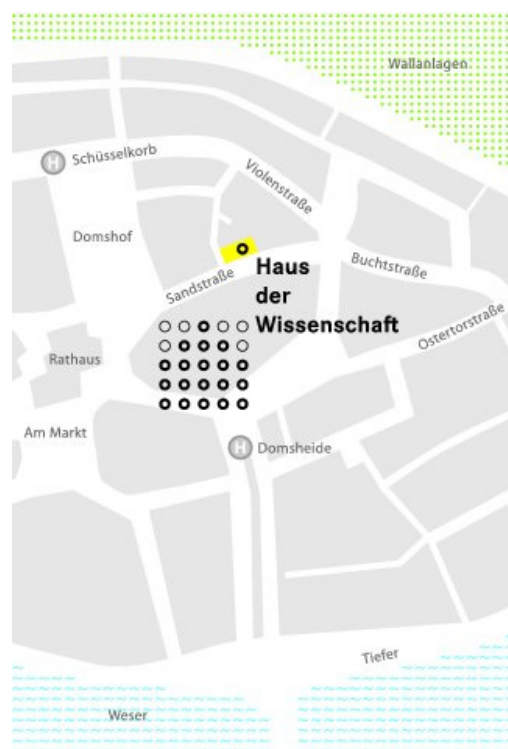 Wallanlagen
H
Schüsselkorb
Violenstraße
Domshof
Buchtstraße
Sandstraße
Haus
der
Wissenschaft
Ostertorstraße
Rathaus
Am Markt
H
Domsheide
Tiefer
Weser